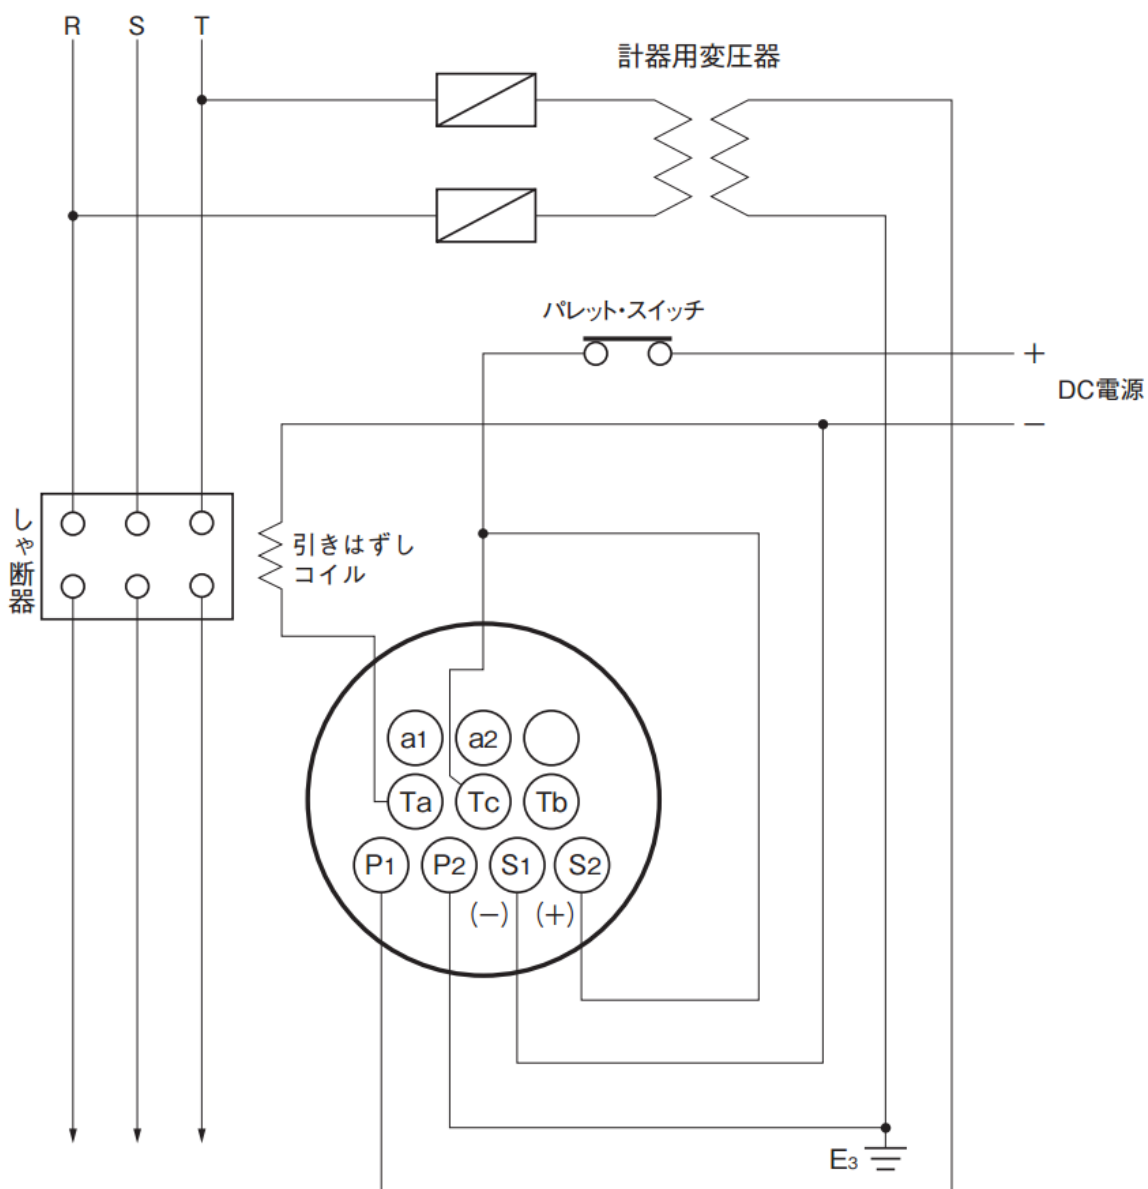 R S T
計器用変圧器
パレット・スイッチ
+
DC電源
−
しゃ断器
引きはずし
コイル
a1 a2
Ta Tc Tb
P1 P2 S1 S2
(−) (+)
E3